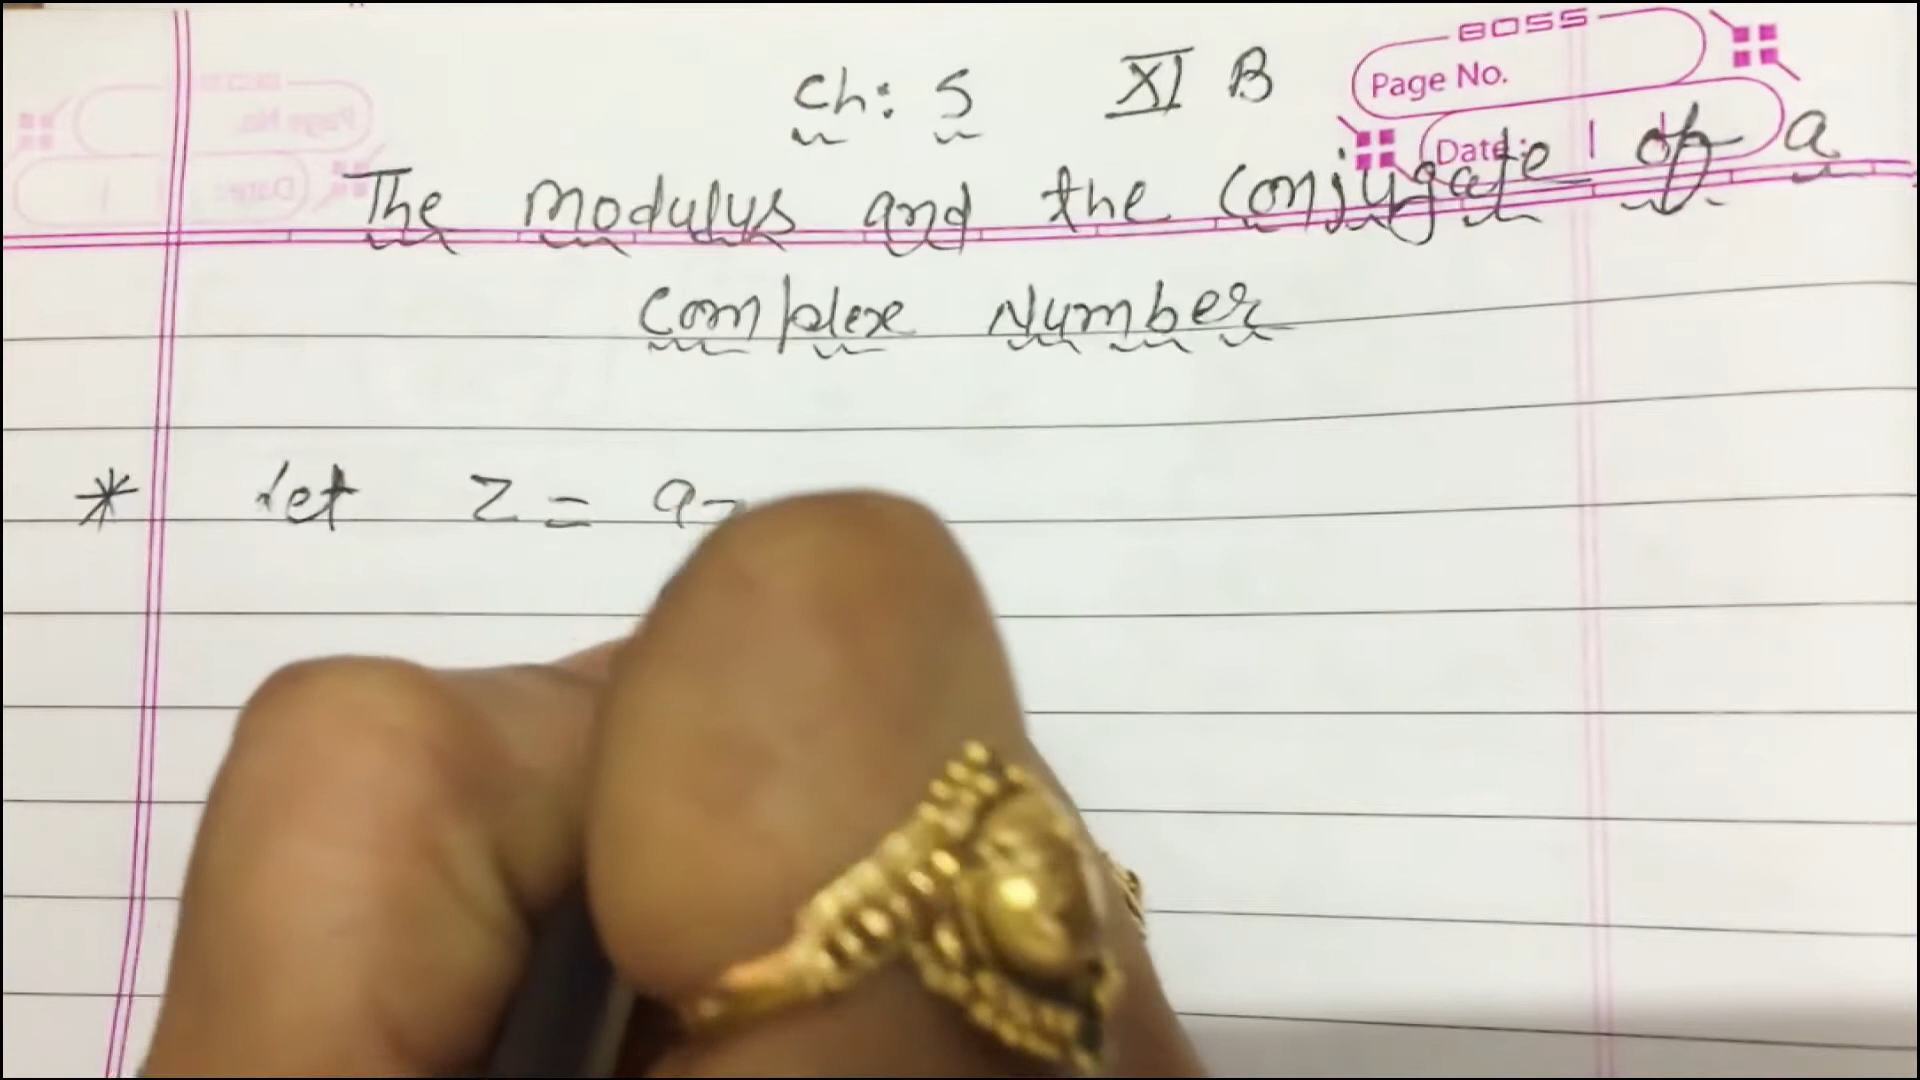 BOSS
Page No.
Date:
Ch: 5 XI B
The modulus and the Conjugate of a
Complex Number
* let z = a